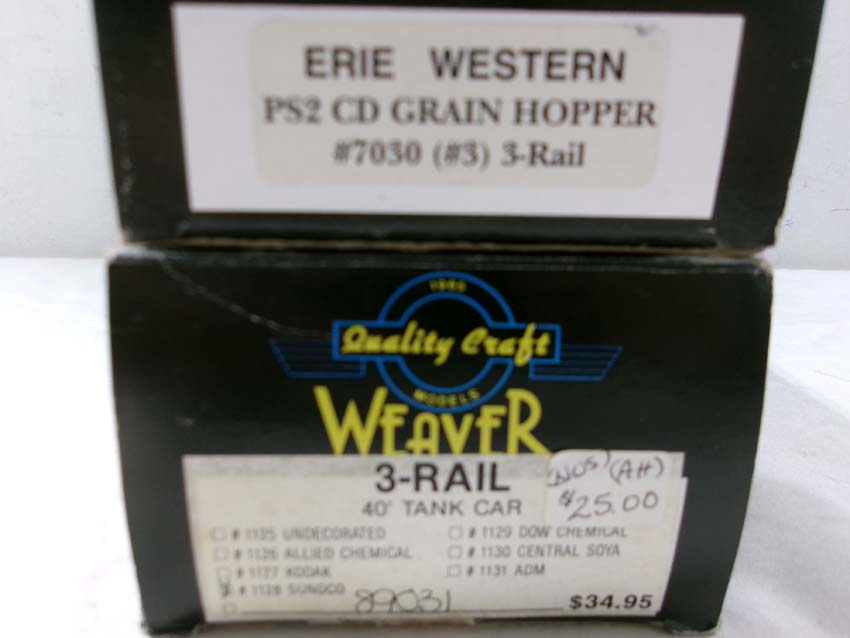 ERIE WESTERN
PS2 CD GRAIN HOPPER
#7030 (#3) 3-Rail
Quality Craft
MODELS
WEAVER
3-RAIL
40' TANK CAR
(NOS) (AH)
$25.00
# 1125 UNDECORATED
# 1126 ALLIED CHEMICAL
# 1127 KODAK
# 1128 SUNOCO
# 1129 DOW CHEMICAL
# 1130 CENTRAL SOYA
# 1131 ADM
89031
$34.95